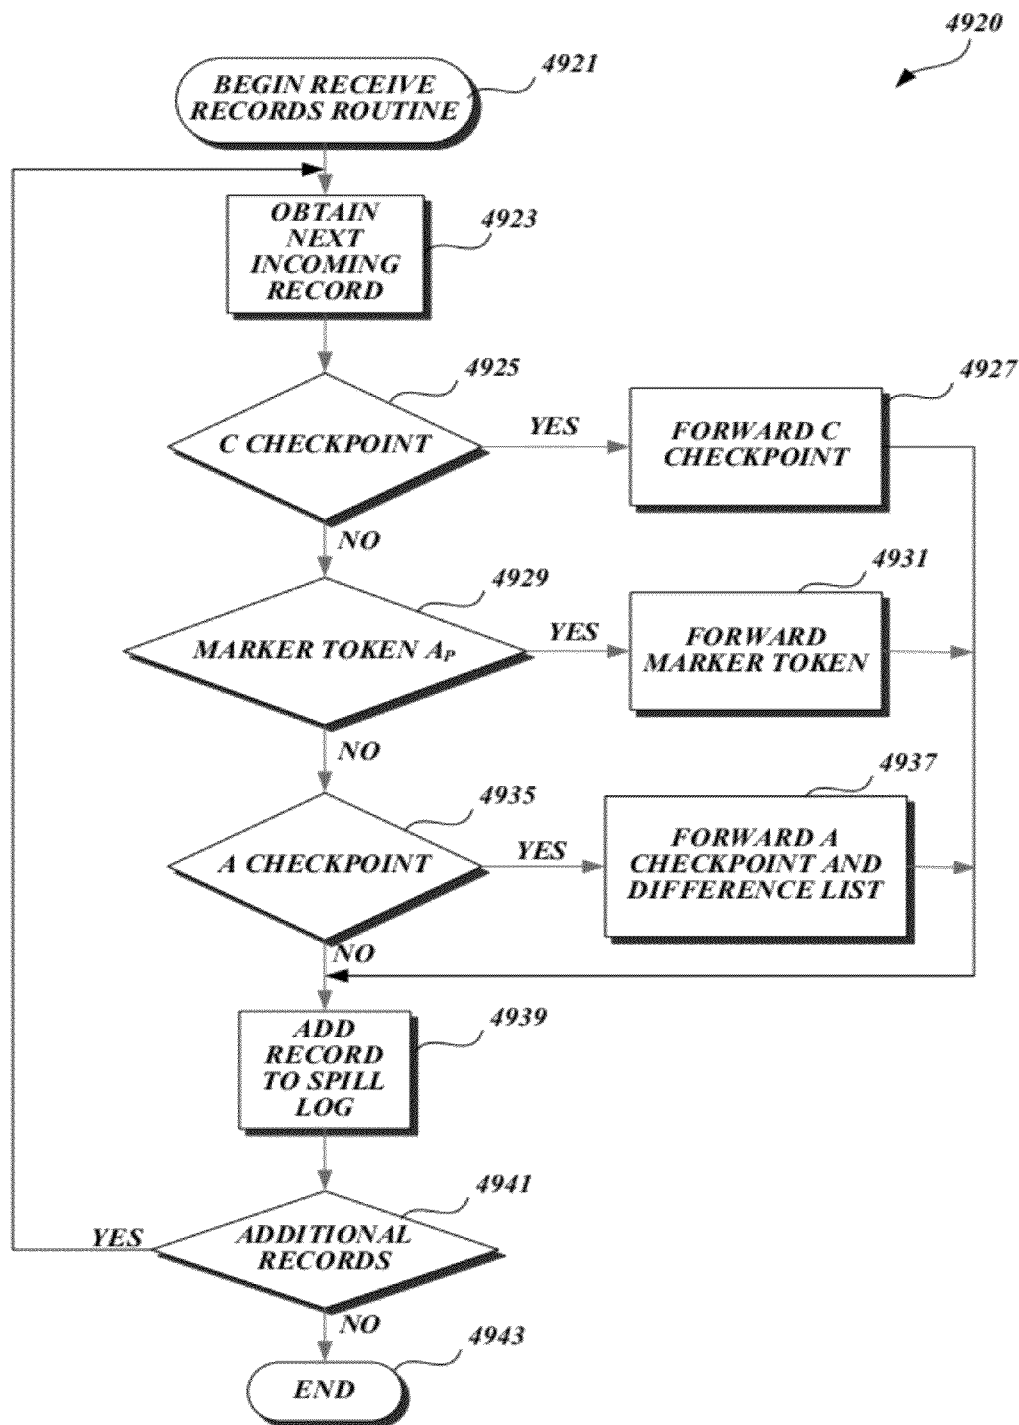 4920
4921
BEGIN RECEIVE
RECORDS ROUTINE
OBTAIN
NEXT
INCOMING
RECORD
4923
4925
C CHECKPOINT
YES
4927
FORWARD C
CHECKPOINT
NO
4929
MARKER TOKEN AP
YES
4931
FORWARD
MARKER TOKEN
NO
4935
A CHECKPOINT
YES
4937
FORWARD A
CHECKPOINT AND
DIFFERENCE LIST
NO
4939
ADD
RECORD
TO SPILL
LOG
4941
ADDITIONAL
RECORDS
YES
NO
4943
END